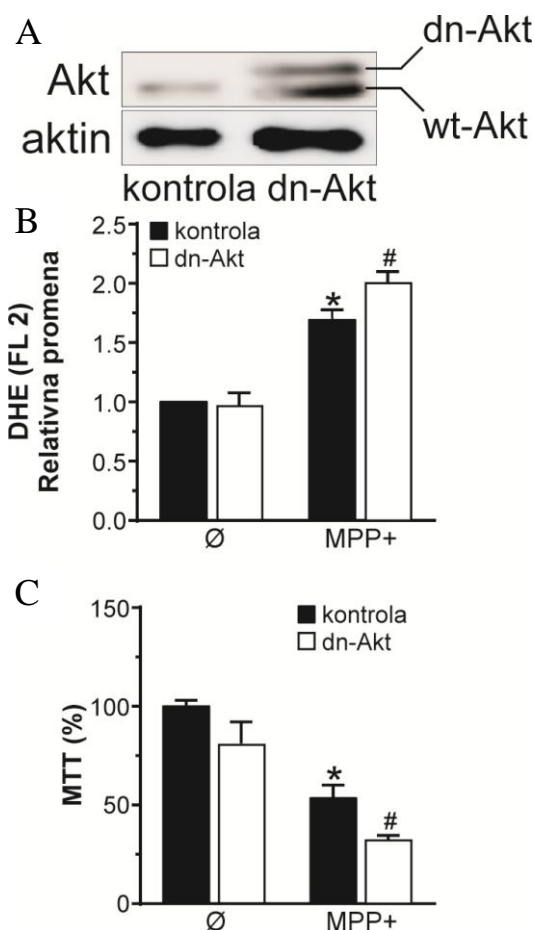 A
Akt
dn-Akt
wt-Akt
aktin
kontrola dn-Akt
B
DHE (FL 2)
Relativna promena
2.5
2.0
1.5
1.0
0.5
0.0
kontrola
dn-Akt
*
#
Ø MPP+
C
MTT (%)
150
100
50
0
kontrola
dn-Akt
*
#
Ø MPP+